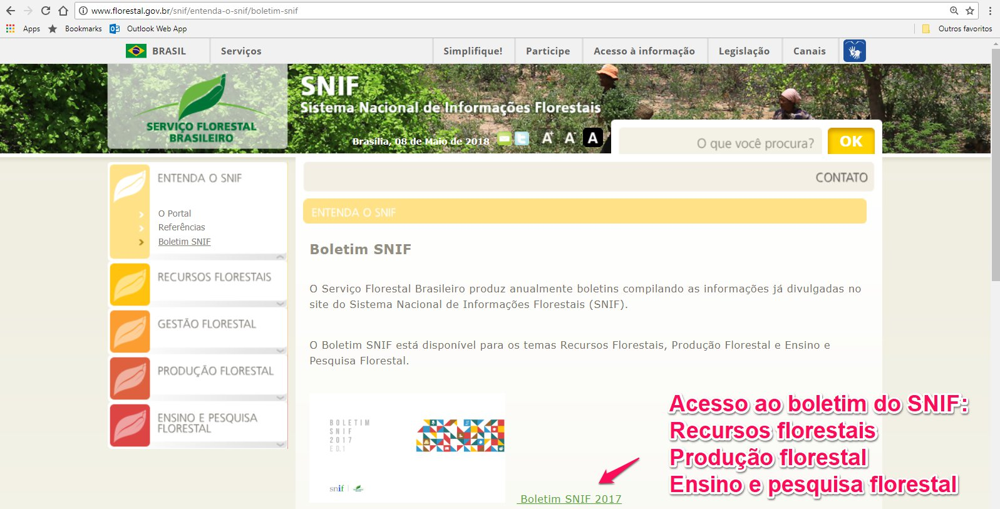 www.florestal.gov.br/snif/entenda-o-snif/boletim-snif
Apps Bookmarks Outlook Web App Outros favoritos
BRASIL Serviços Simplifique! Participe Acesso à informação Legislação Canais
SERVIÇO FLORESTAL
BRASILEIRO
SNIF
Sistema Nacional de Informações Florestais
Brasília, 08 de Maio de 2018 A+ A- A
O que você procura? OK
CONTATO
ENTENDA O SNIF
O Portal
Referências
Boletim SNIF
RECURSOS FLORESTAIS
GESTÃO FLORESTAL
PRODUÇÃO FLORESTAL
ENSINO E PESQUISA
FLORESTAL
ENTENDA O SNIF
Boletim SNIF
O Serviço Florestal Brasileiro produz anualmente boletins compilando as informações já divulgadas no
site do Sistema Nacional de Informações Florestais (SNIF).
O Boletim SNIF está disponível para os temas Recursos Florestais, Produção Florestal e Ensino e
Pesquisa Florestal.
BOLETIM
SNIF
2017
ED.1
snif
Boletim SNIF 2017
Acesso ao boletim do SNIF:
Recursos florestais
Produção florestal
Ensino e pesquisa florestal